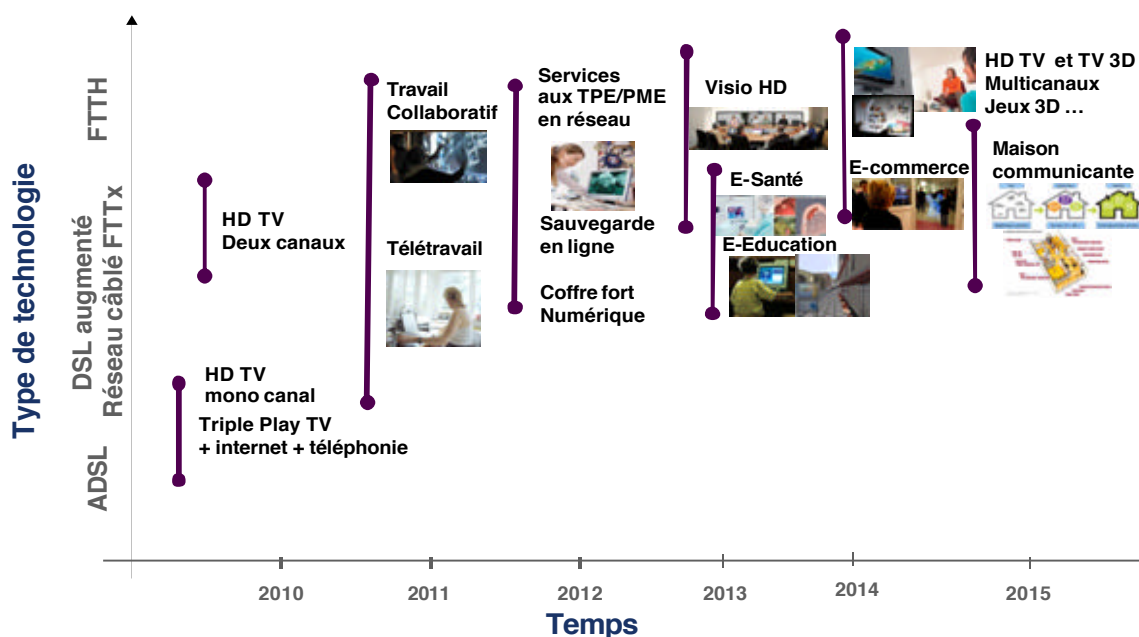 Type de technologie
FTTH
DSL augmenté
Réseau câblé FTTx
ADSL
HD TV
mono canal
Triple Play TV
+ internet + téléphonie
HD TV
Deux canaux
Travail
Collaboratif
Télétravail
Services
aux TPE/PME
en réseau
Sauvegarde
en ligne
Coffre fort
Numérique
Visio HD
E-Santé
E-Education
E-commerce
HD TV et TV 3D
Multicanaux
Jeux 3D ...
Maison
communicante
2010
2011
2012
2013
2014
2015
Temps